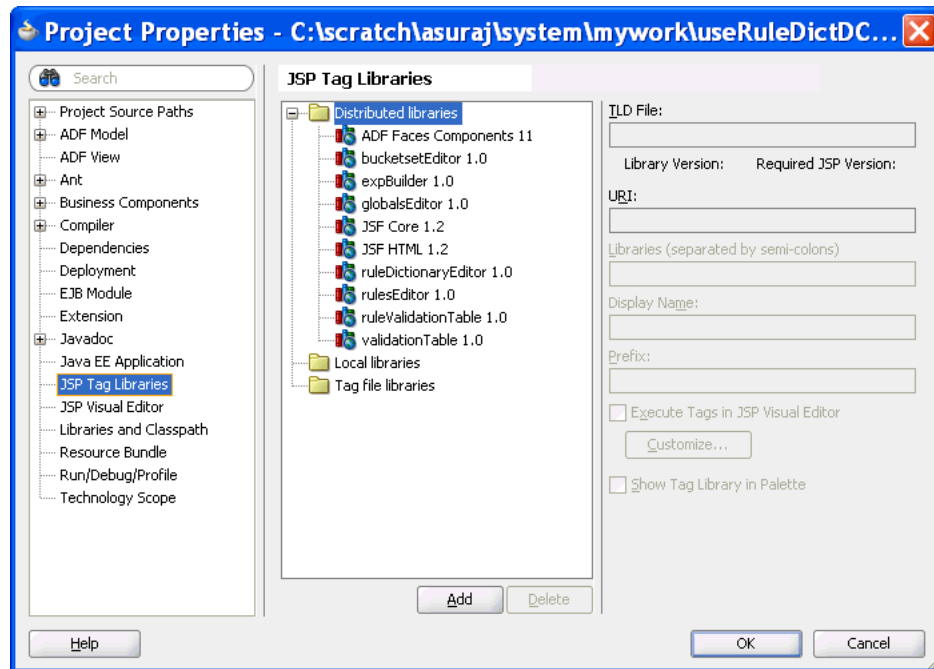 Project Properties - C:\scratch\asuraj\system\mywork\useRuleDictDC...
Search
Project Source Paths
ADF Model
ADF View
Ant
Business Components
Compiler
Dependencies
Deployment
EJB Module
Extension
Javadoc
Java EE Application
JSP Tag Libraries
JSP Visual Editor
Libraries and Classpath
Resource Bundle
Run/Debug/Profile
Technology Scope
JSP Tag Libraries
Distributed libraries
ADF Faces Components 11
bucketsetEditor 1.0
expBuilder 1.0
globalsEditor 1.0
JSF Core 1.2
JSF HTML 1.2
ruleDictionaryEditor 1.0
rulesEditor 1.0
ruleValidationTable 1.0
validationTable 1.0
Local libraries
Tag file libraries
Add
Delete
TLD File:
Library Version: Required JSP Version:
URI:
Libraries (separated by semi-colons)
Display Name:
Prefix:
Execute Tags in JSP Visual Editor
Customize...
Show Tag Library in Palette
Help
OK
Cancel